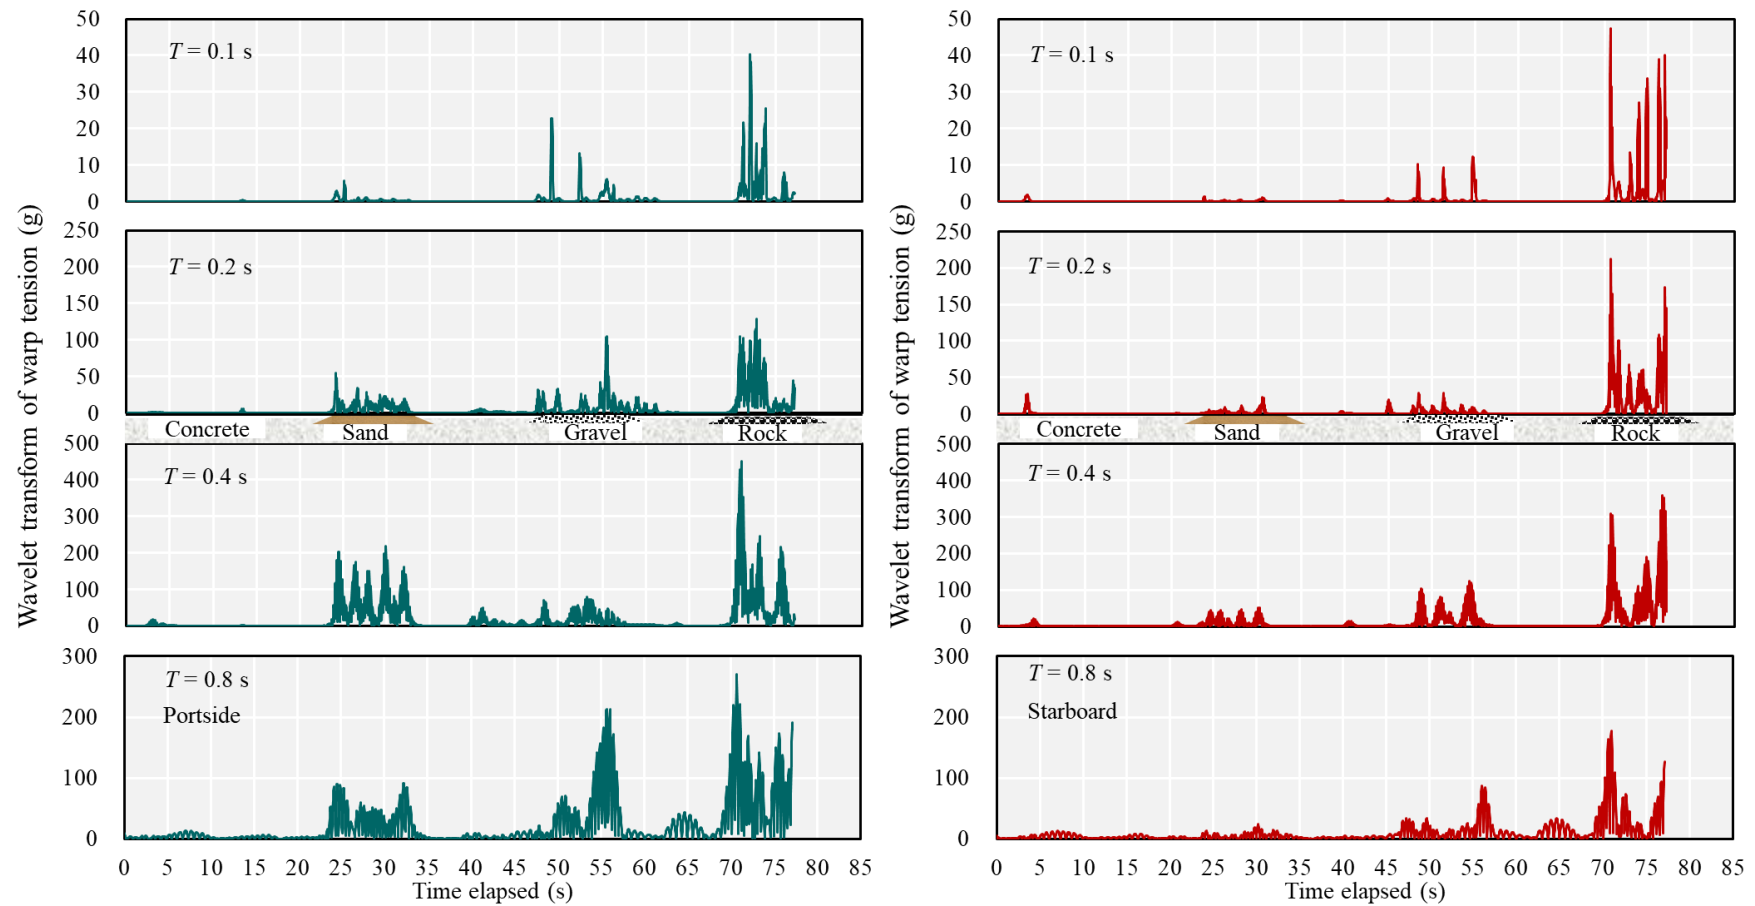 Wavelet transform of warp tension (g)
50
40
30
20
10
0
T = 0.1 s
250
200
150
100
50
0
T = 0.2 s
Concrete Sand Gravel Rock
500
400
300
200
100
0
T = 0.4 s
300
200
100
0
T = 0.8 s
Portside
0 5 10 15 20 25 30 35 40 45 50 55 60 65 70 75 80 85
Time elapsed (s)
Wavelet transform of warp tension (g)
50
40
30
20
10
0
T = 0.1 s
250
200
150
100
50
0
T = 0.2 s
Concrete Sand Gravel Rock
500
400
300
200
100
0
T = 0.4 s
300
200
100
0
T = 0.8 s
Starboard
0 5 10 15 20 25 30 35 40 45 50 55 60 65 70 75 80 85
Time elapsed (s)